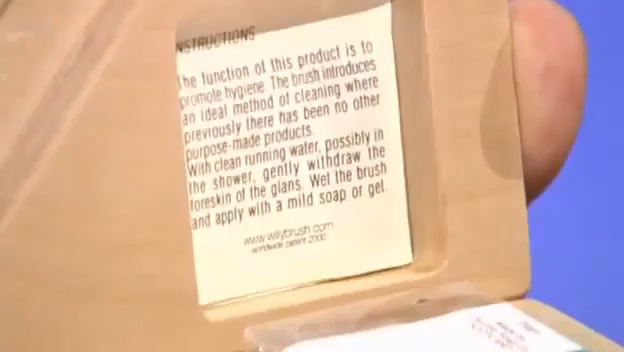 INSTRUCTIONS
The function of this product is to
promote hygiene. The brush introduces
an ideal method of cleaning where
previously there has been no other
purpose-made products.
With clean running water, possibly in
the shower, gently withdraw the
foreskin of the glans. Wet the brush
and apply with a mild soap or gel.
www.willybrush.com
worldwide patent 2000